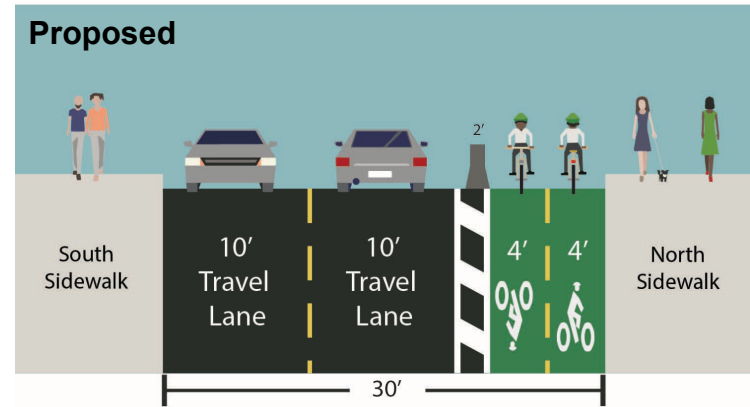 Proposed
2'
South
Sidewalk
10'
Travel
Lane
10'
Travel
Lane
4'
4'
North
Sidewalk
30'